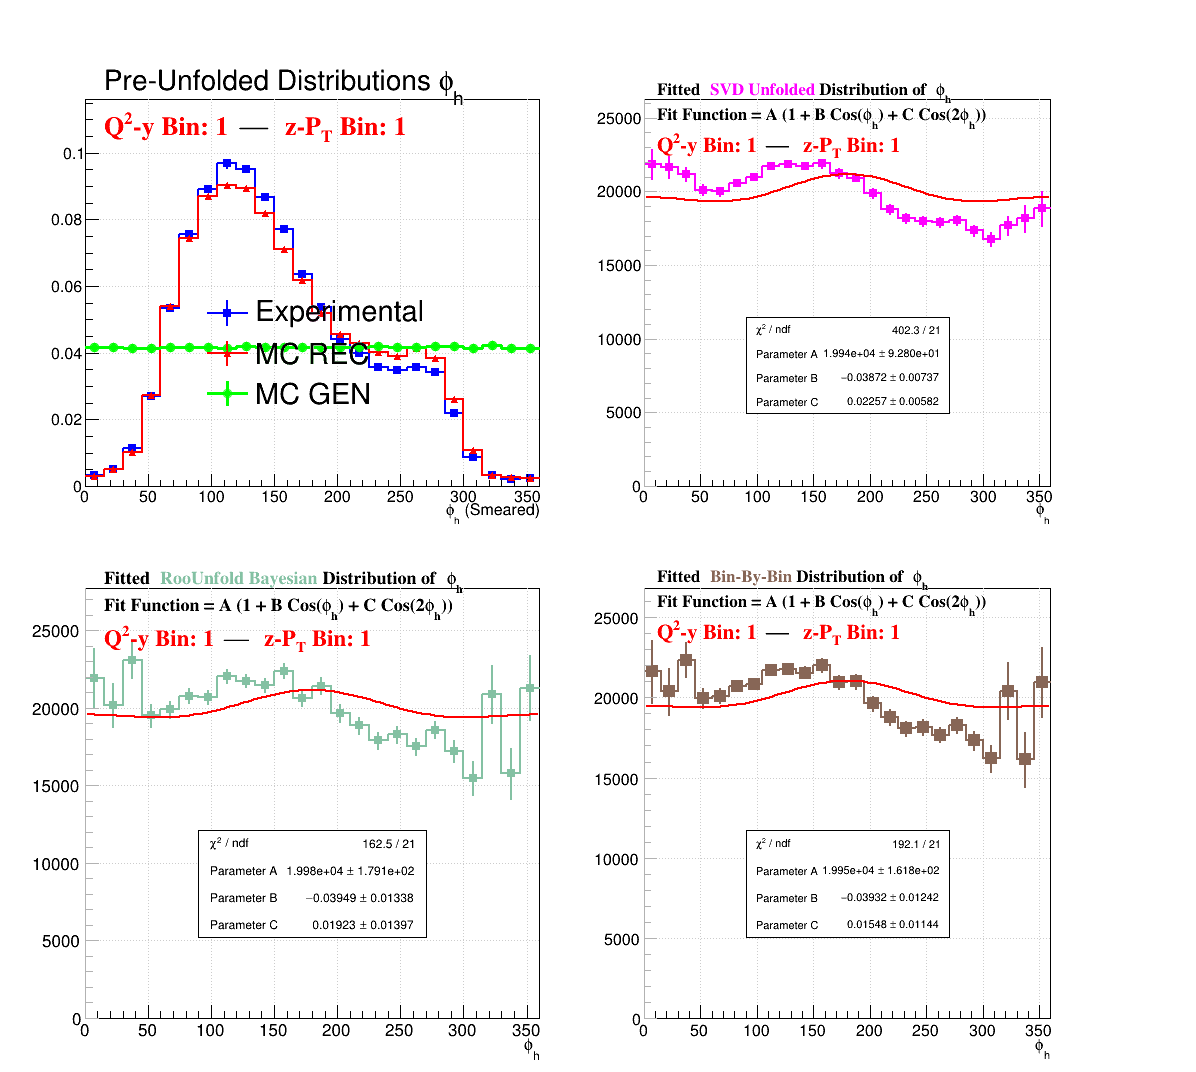 Pre-Unfolded Distributions ϕh
Q²-y Bin: 1 — z-PT Bin: 1
0.1
0.08
0.06
0.04
0.02
0
Experimental
MC REC
MC GEN
0 50 100 150 200 250 300 350
ϕh (Smeared)
Fitted SVD Unfolded Distribution of ϕh
Fit Function = A (1 + B Cos(ϕh) + C Cos(2ϕh))
Q²-y Bin: 1 — z-PT Bin: 1
25000
20000
15000
10000
5000
0
χ² / ndf 402.3 / 21
Parameter A 1.994e+04 ± 9.280e+01
Parameter B −0.03872 ± 0.00737
Parameter C 0.02257 ± 0.00582
0 50 100 150 200 250 300 350
ϕh
Fitted RooUnfold Bayesian Distribution of ϕh
Fit Function = A (1 + B Cos(ϕh) + C Cos(2ϕh))
Q²-y Bin: 1 — z-PT Bin: 1
25000
20000
15000
10000
5000
0
χ² / ndf 162.5 / 21
Parameter A 1.998e+04 ± 1.791e+02
Parameter B −0.03949 ± 0.01338
Parameter C 0.01923 ± 0.01397
0 50 100 150 200 250 300 350
ϕh
Fitted Bin-By-Bin Distribution of ϕh
Fit Function = A (1 + B Cos(ϕh) + C Cos(2ϕh))
Q²-y Bin: 1 — z-PT Bin: 1
25000
20000
15000
10000
5000
0
χ² / ndf 192.1 / 21
Parameter A 1.995e+04 ± 1.618e+02
Parameter B −0.03932 ± 0.01242
Parameter C 0.01548 ± 0.01144
0 50 100 150 200 250 300 350
ϕh